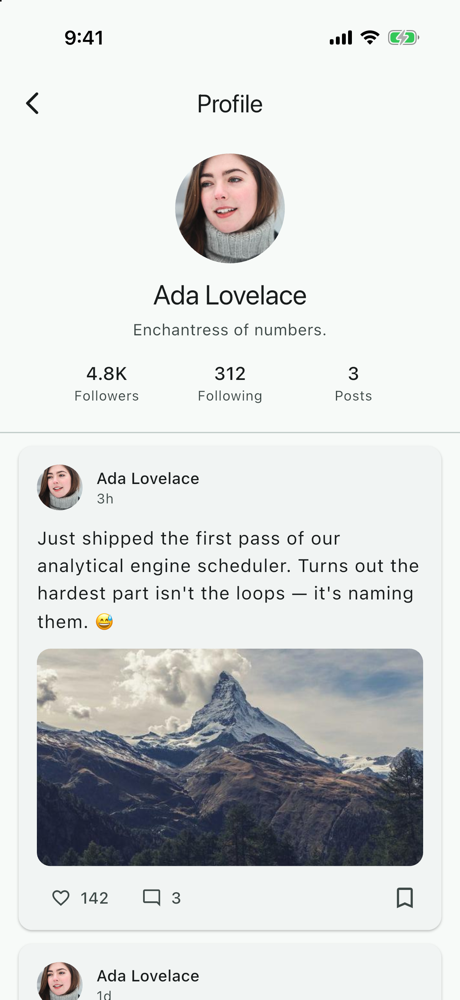 9:41
Profile
Ada Lovelace
Enchantress of numbers.
4.8K
Followers
312
Following
3
Posts
Ada Lovelace
3h
Just shipped the first pass of our
analytical engine scheduler. Turns out the
hardest part isn't the loops — it's naming
them. 😅
142
3
Ada Lovelace
1d